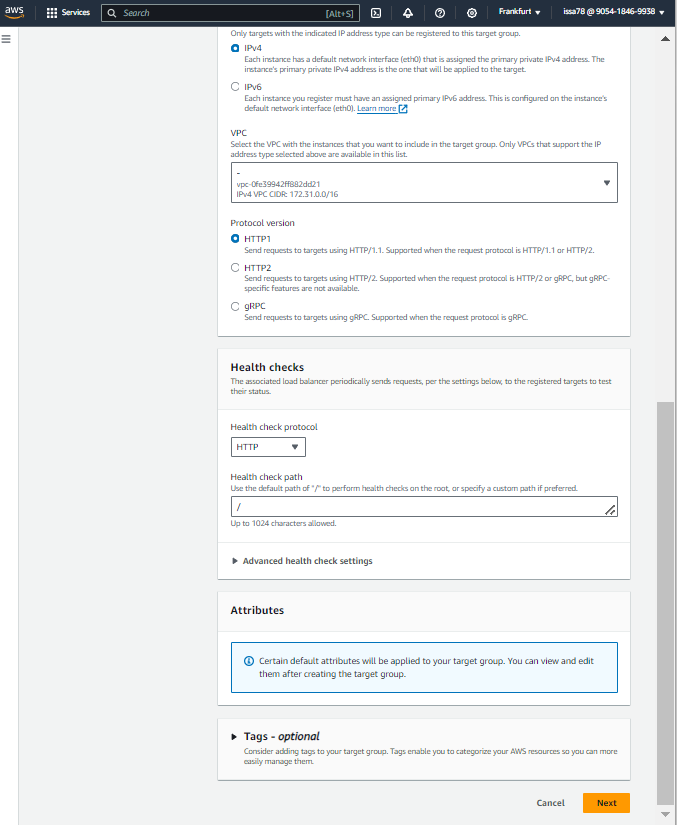 aws Services Search [Alt+S] Frankfurt issa78 @ 9054-1846-9938
Only targets with the indicated IP address type can be registered to this target group.
IPv4
Each instance has a default network interface (eth0) that is assigned the primary private IPv4 address. The
instance's primary private IPv4 address is the one that will be applied to the target.
IPv6
Each instance you register must have an assigned primary IPv6 address. This is configured on the instance's
default network interface (eth0). Learn more
VPC
Select the VPC with the instances that you want to include in the target group. Only VPCs that support the IP
address type selected above are available in this list.
-
vpc-0fe39942ff882dd21
IPv4 VPC CIDR: 172.31.0.0/16
Protocol version
HTTP1
Send requests to targets using HTTP/1.1. Supported when the request protocol is HTTP/1.1 or HTTP/2.
HTTP2
Send requests to targets using HTTP/2. Supported when the request protocol is HTTP/2 or gRPC, but gRPC-
specific features are not available.
gRPC
Send requests to targets using gRPC. Supported when the request protocol is gRPC.
Health checks
The associated load balancer periodically sends requests, per the settings below, to the registered targets to test
their status.
Health check protocol
HTTP
Health check path
Use the default path of "/" to perform health checks on the root, or specify a custom path if preferred.
/
Up to 1024 characters allowed.
Advanced health check settings
Attributes
Certain default attributes will be applied to your target group. You can view and edit
them after creating the target group.
Tags - optional
Consider adding tags to your target group. Tags enable you to categorize your AWS resources so you can more
easily manage them.
Cancel Next